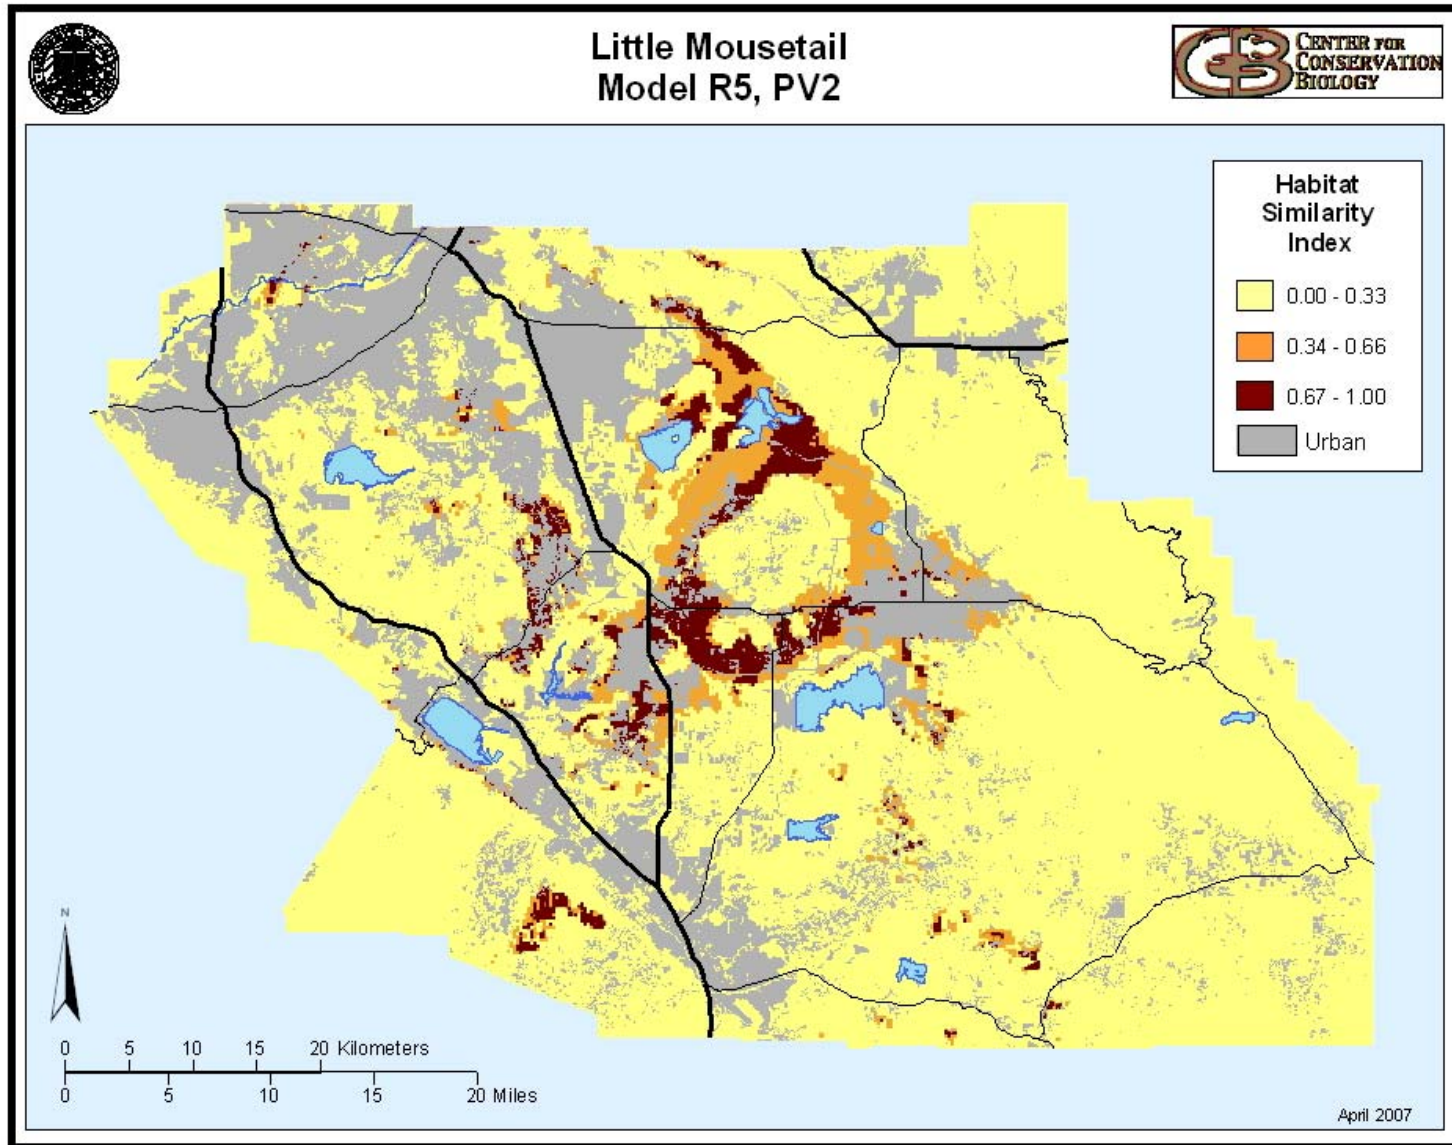 Little Mousetail
Model R5, PV2
CENTER FOR
CONSERVATION
BIOLOGY
Habitat
Similarity
Index
0.00 - 0.33
0.34 - 0.66
0.67 - 1.00
Urban
N
0 5 10 15 20 Kilometers
0 5 10 15 20 Miles
April 2007